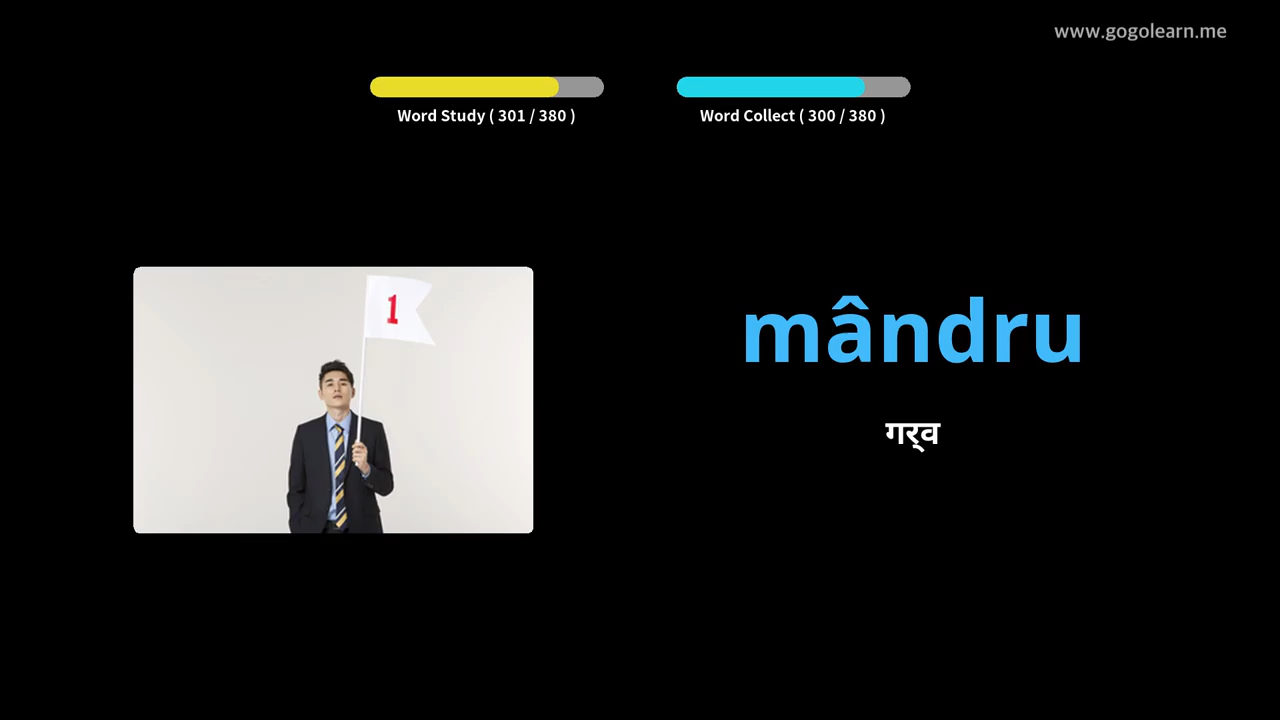 www.gogolearn.me
Word Study ( 301 / 380 )
Word Collect ( 300 / 380 )
1
mândru
गर्‌व